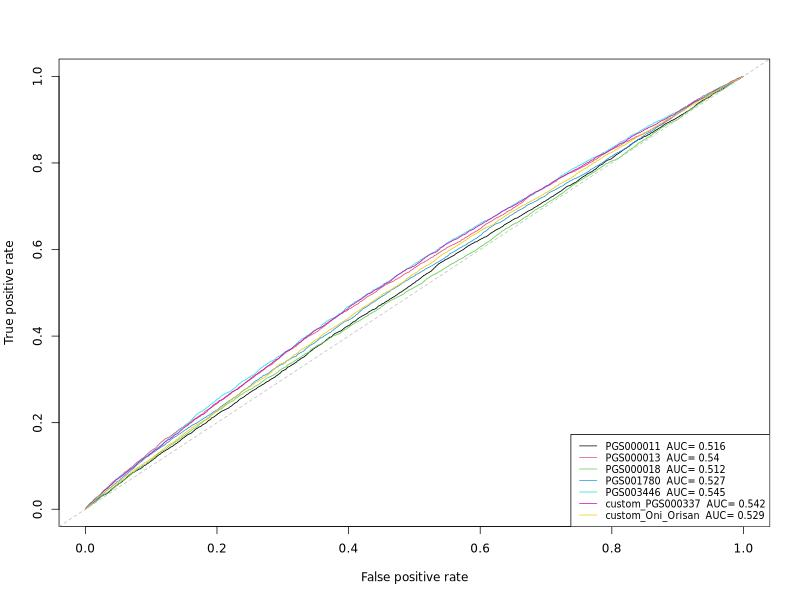 1.0
0.8
0.6
0.4
0.2
0.0
True positive rate
PGS000011 AUC= 0.516
PGS000013 AUC= 0.54
PGS000018 AUC= 0.512
PGS001780 AUC= 0.527
PGS003446 AUC= 0.545
custom_PGS000337 AUC= 0.542
custom_Oni_Orisan AUC= 0.529
0.0 0.2 0.4 0.6 0.8 1.0
False positive rate